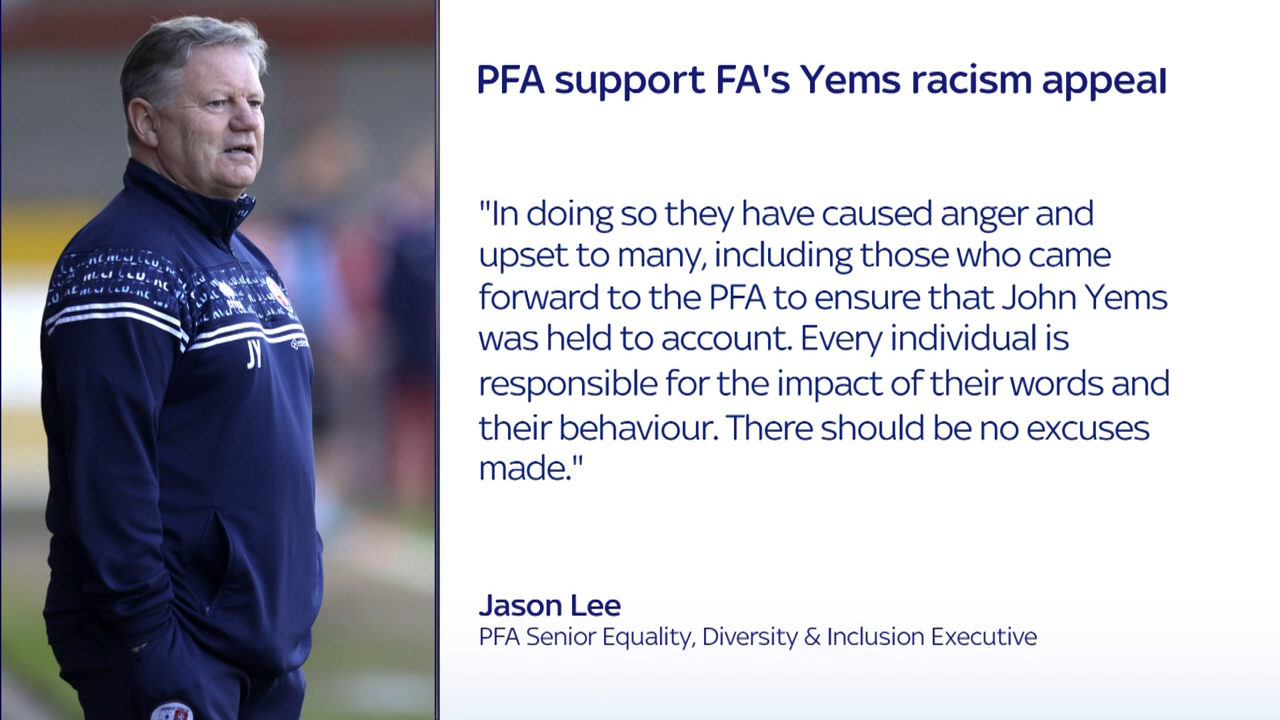 PFA support FA's Yems racism appeal
"In doing so they have caused anger and
upset to many, including those who came
forward to the PFA to ensure that John Yems
was held to account. Every individual is
responsible for the impact of their words and
their behaviour. There should be no excuses
made."
Jason Lee
PFA Senior Equality, Diversity & Inclusion Executive
JY